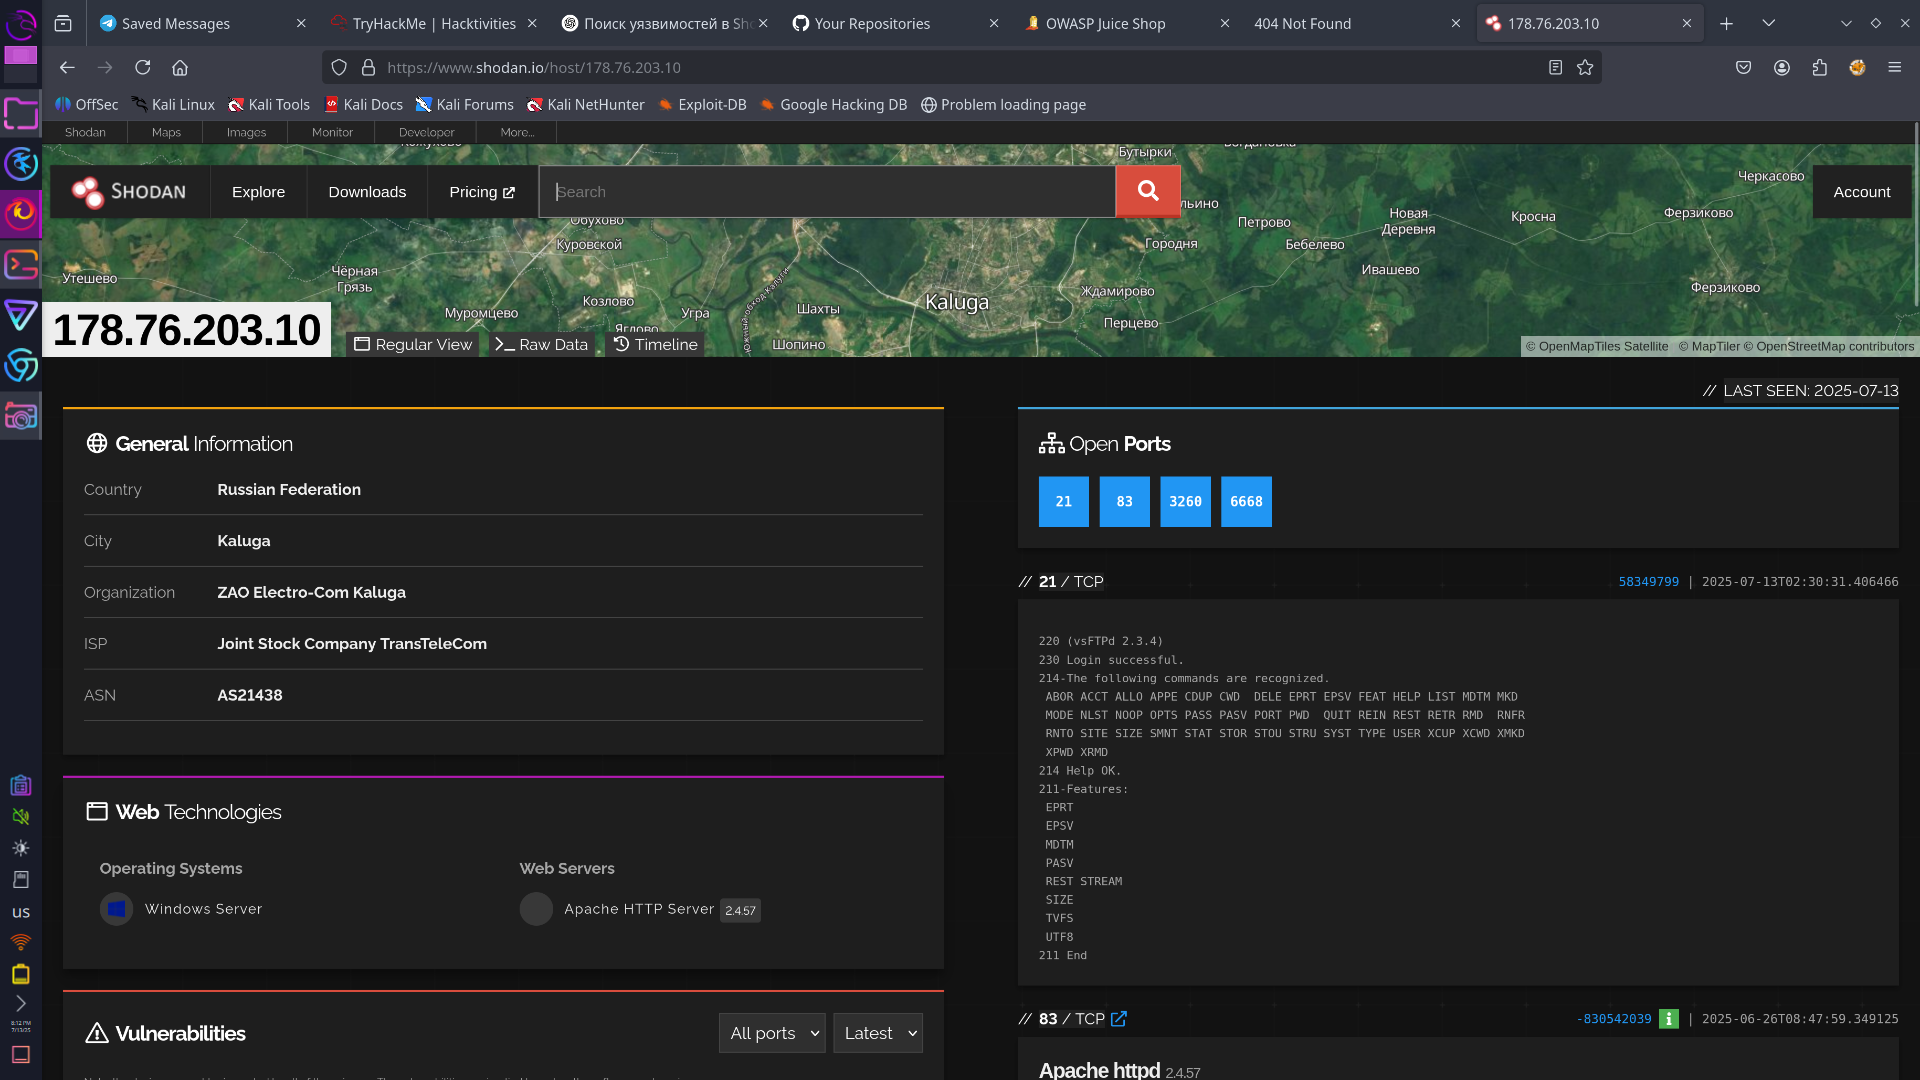 Saved Messages
TryHackMe | Hacktivities
Поиск уязвимостей в Sho
Your Repositories
OWASP Juice Shop
404 Not Found
178.76.203.10
https://www.shodan.io/host/178.76.203.10
OffSec
Kali Linux
Kali Tools
Kali Docs
Kali Forums
Kali NetHunter
Exploit-DB
Google Hacking DB
Problem loading page
Shodan
Maps
Images
Monitor
Developer
More...
Бутырки
Черкасово
SHODAN
Explore
Downloads
Pricing
Search
Account
льино
Обухово
Куровской
Петрово
Новая
Деревня
Кросна
Ферзиково
Городня
Бебелево
Утешево
Чёрная
Грязь
Ивашево
Ждамирово
Ферзиково
Козлово
Kaluga
Муромцево
Угра
Шахты
Перцево
Яглово
Шопино
Южный обход Калуги
178.76.203.10
Regular View
Raw Data
Timeline
© OpenMapTiles Satellite © MapTiler © OpenStreetMap contributors
// LAST SEEN: 2025-07-13
General Information
Country Russian Federation
City Kaluga
Organization ZAO Electro-Com Kaluga
ISP Joint Stock Company TransTeleCom
ASN AS21438
Web Technologies
Operating Systems
Windows Server
Web Servers
Apache HTTP Server 2.4.57
Vulnerabilities
All ports
Latest
Open Ports
21 83 3260 6668
// 21 / TCP
58349799 | 2025-07-13T02:30:31.406466
220 (vsFTPd 2.3.4)
230 Login successful.
214-The following commands are recognized.
ABOR ACCT ALLO APPE CDUP CWD  DELE EPRT EPSV FEAT HELP LIST MDTM MKD
MODE NLST NOOP OPTS PASS PASV PORT PWD  QUIT REIN REST RETR RMD  RNFR
RNTO SITE SIZE SMNT STAT STOR STOU STRU SYST TYPE USER XCUP XCWD XMKD
XPWD XRMD
214 Help OK.
211-Features:
EPRT
EPSV
MDTM
PASV
REST STREAM
SIZE
TVFS
UTF8
211 End
// 83 / TCP
-830542039 | 2025-06-26T08:47:59.349125
Apache httpd 2.4.57
us
8:12 PM
7/13/25